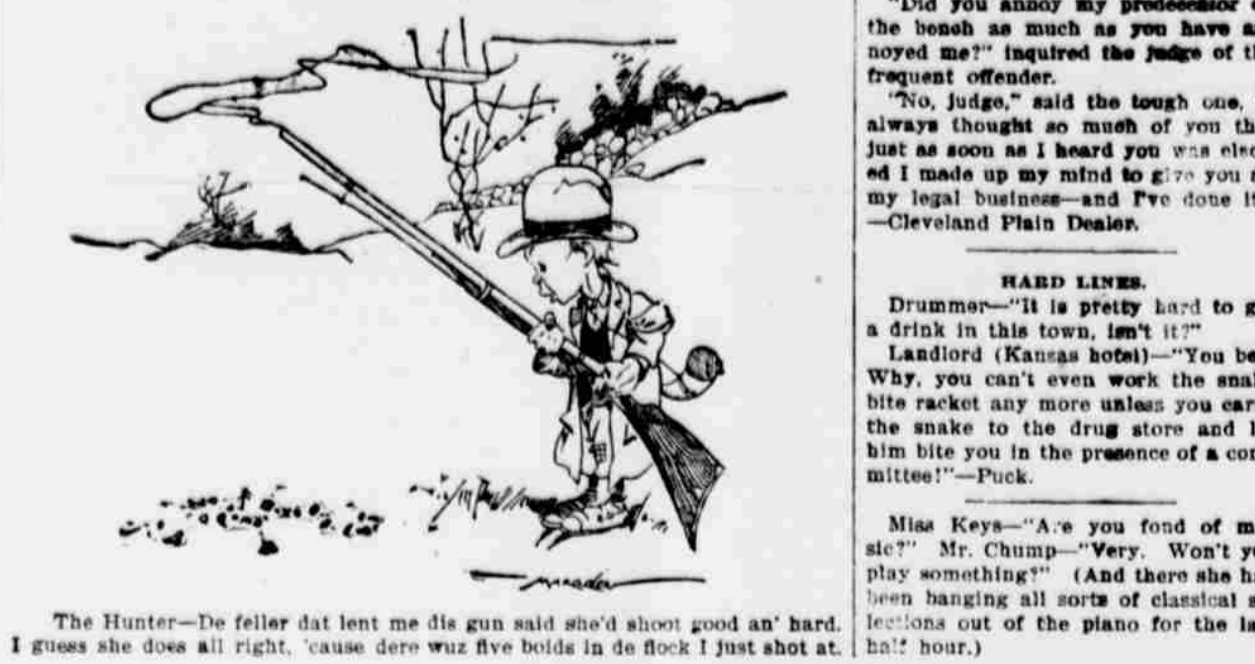 The Hunter—De feller dat lent me dis gun said she'd shoot good an' hard.
I guess she does all right, 'cause dere wuz five boids in de flock I just shot at.
"Did you annoy my predecessor
the bench as much as you have
noyed me?" inquired the judge of
frequent offender.
"No, judge," said the tough one,
always thought so much of you
just as soon as I heard you was
ed I made up my mind to give you
my legal business—and I've done
—Cleveland Plain Dealer.
HARD LINES.
Drummer—"It is pretty hard to
a drink in this town, isn't it?"
Landlord (Kansas hotel)—"You
Why, you can't even work the
bite racket any more unless you
the snake to the drug store and
him bite you in the presence of a
mittee!"—Puck.
Miss Keys—"Are you fond of
sic?" Mr. Chump—"Very. Won't
play something?" (And there she
been banging all sorts of classical
lections out of the piano for the
half hour.)